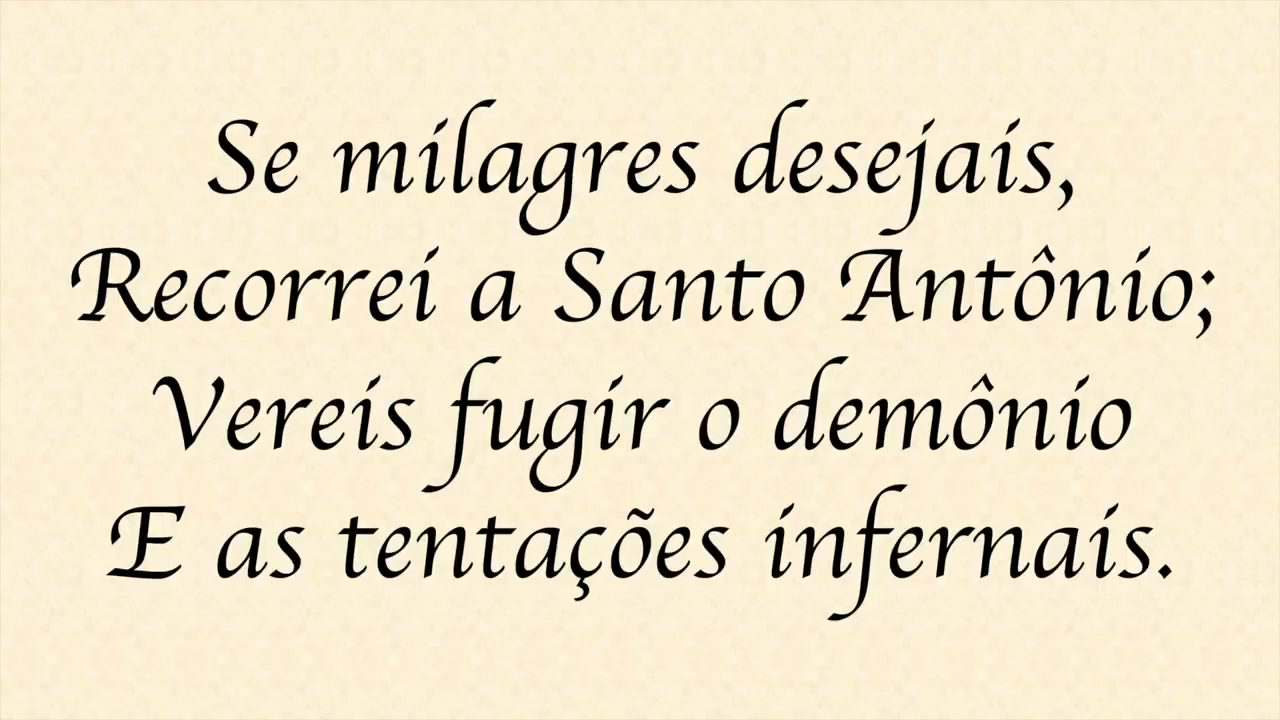 Se milagres desejais,
Recorrei a Santo Antônio;
Vereis fugir o demônio
E as tentações infernais.